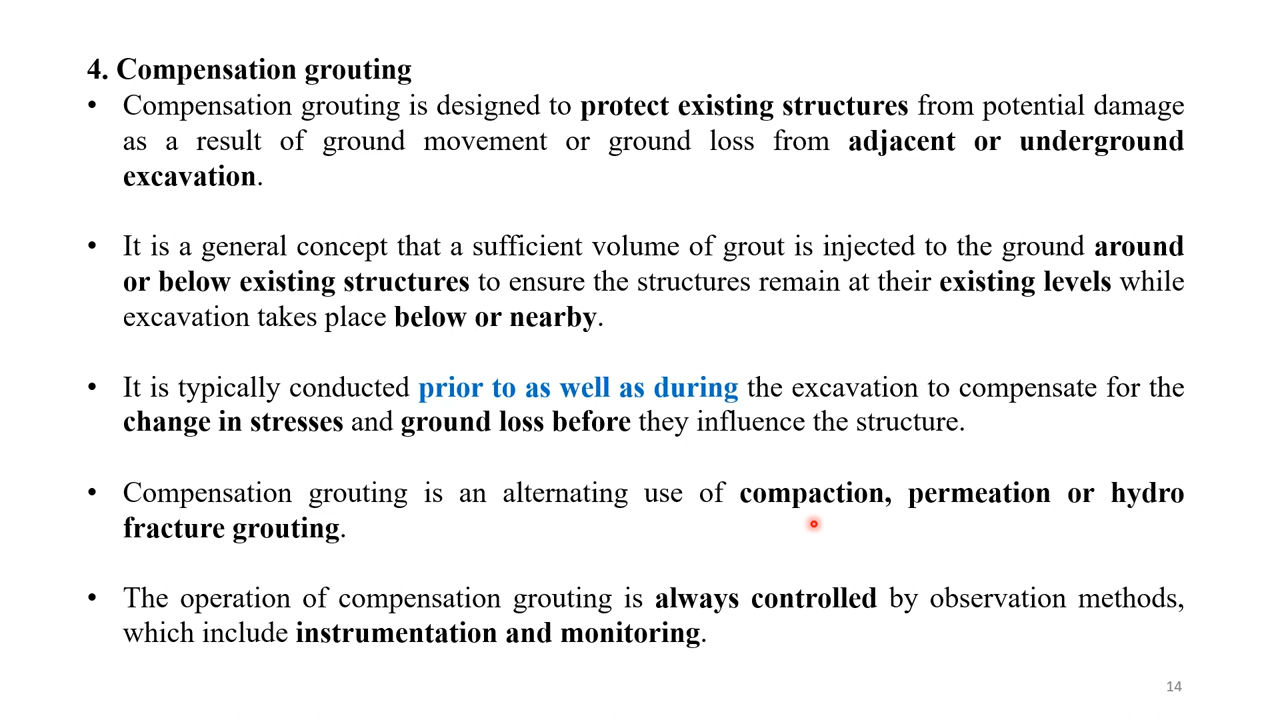 4. Compensation grouting
• Compensation grouting is designed to protect existing structures from potential damage
as a result of ground movement or ground loss from adjacent or underground
excavation.
• It is a general concept that a sufficient volume of grout is injected to the ground around
or below existing structures to ensure the structures remain at their existing levels while
excavation takes place below or nearby.
• It is typically conducted prior to as well as during the excavation to compensate for the
change in stresses and ground loss before they influence the structure.
• Compensation grouting is an alternating use of compaction, permeation or hydro
fracture grouting.
• The operation of compensation grouting is always controlled by observation methods,
which include instrumentation and monitoring.
14